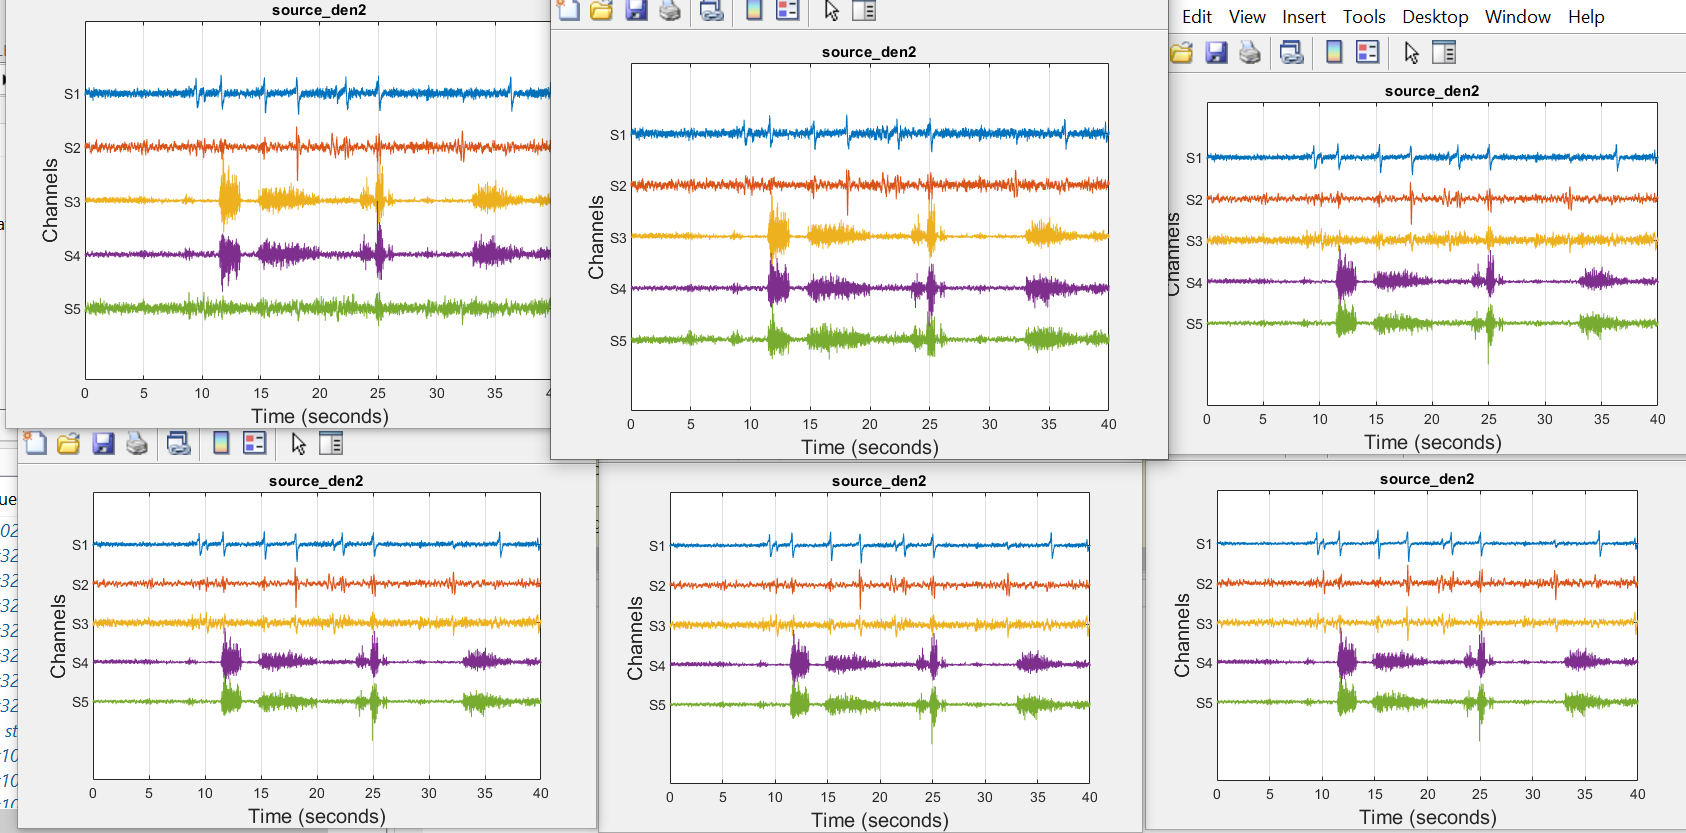 Edit View Insert Tools Desktop Window Help
source_den2
S1
S2
S3
S4
S5
Channels
0 5 10 15 20 25 30 35
Time (seconds)
source_den2
S1
S2
S3
S4
S5
Channels
0 5 10 15 20 25 30 35 40
Time (seconds)
source_den2
S1
S2
S3
S4
S5
Channels
0 5 10 15 20 25 30 35 40
Time (seconds)
source_den2
S1
S2
S3
S4
S5
Channels
0 5 10 15 20 25 30 35 40
Time (seconds)
source_den2
S1
S2
S3
S4
S5
Channels
0 5 10 15 20 25 30 35 40
Time (seconds)
source_den2
S1
S2
S3
S4
S5
Channels
0 5 10 15 20 25 30 35 40
Time (seconds)